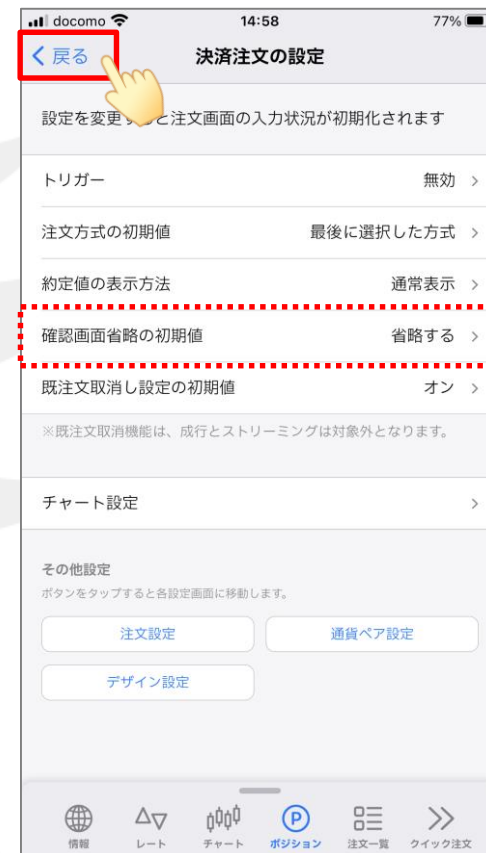 docomo 14:58 77%
戻る 決済注文の設定
設定を変更すると注文画面の入力状況が初期化されます
トリガー 無効
注文方式の初期値 最後に選択した方式
約定値の表示方法 通常表示
確認画面省略の初期値 省略する
既注文取消し設定の初期値 オン
※既注文取消機能は、成行とストリーミングは対象外となります。
チャート設定
その他設定
ボタンをタップすると各設定画面に移動します。
注文設定 通貨ペア設定
デザイン設定
P
情報 レート チャート ポジション 注文一覧 クイック注文